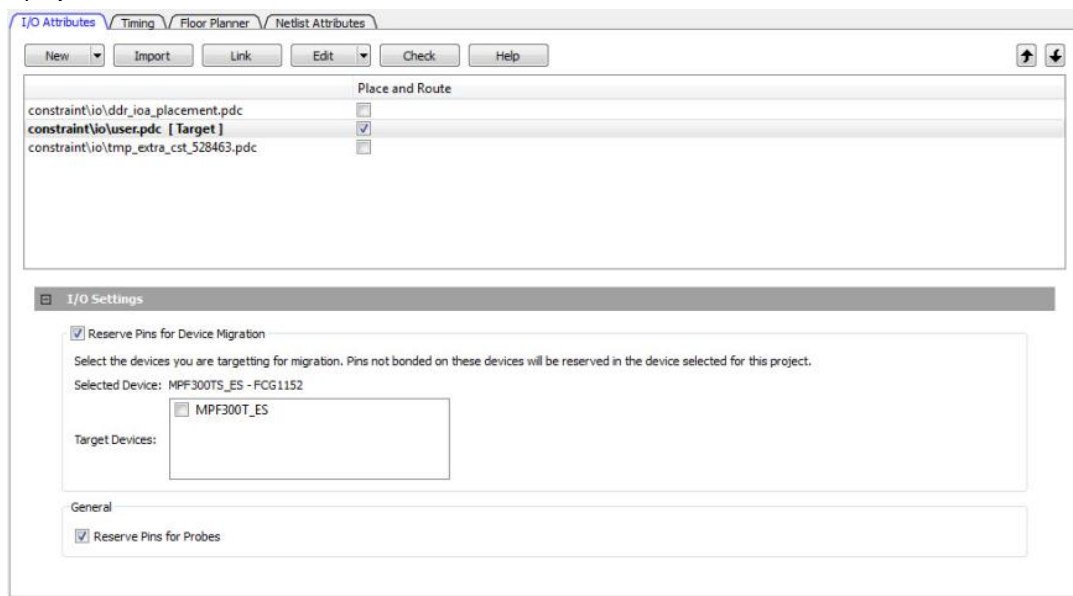 I/O Attributes Timing Floor Planner Netlist Attributes
New Import Link Edit Check Help
Place and Route
constraint\io\ddr_ioa_placement.pdc
constraint\io\user.pdc [ Target ]
constraint\io\tmp_extra_cst_528463.pdc
I/O Settings
Reserve Pins for Device Migration
Select the devices you are targetting for migration. Pins not bonded on these devices will be reserved in the device selected for this project.
Selected Device: MPF300TS_ES - FCG1152
MPF300T_ES
Target Devices:
General
Reserve Pins for Probes